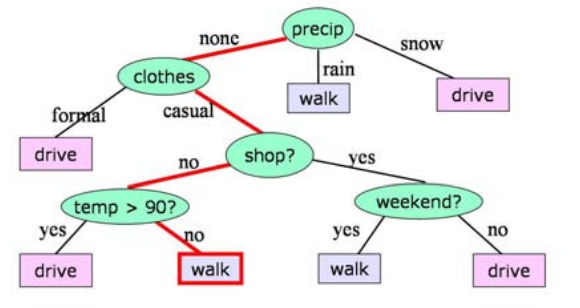 precip
none
rain
snow
clothes
walk
drive
formal
casual
drive
shop?
no
yes
temp > 90?
weekend?
yes
no
yes
no
drive
walk
walk
drive